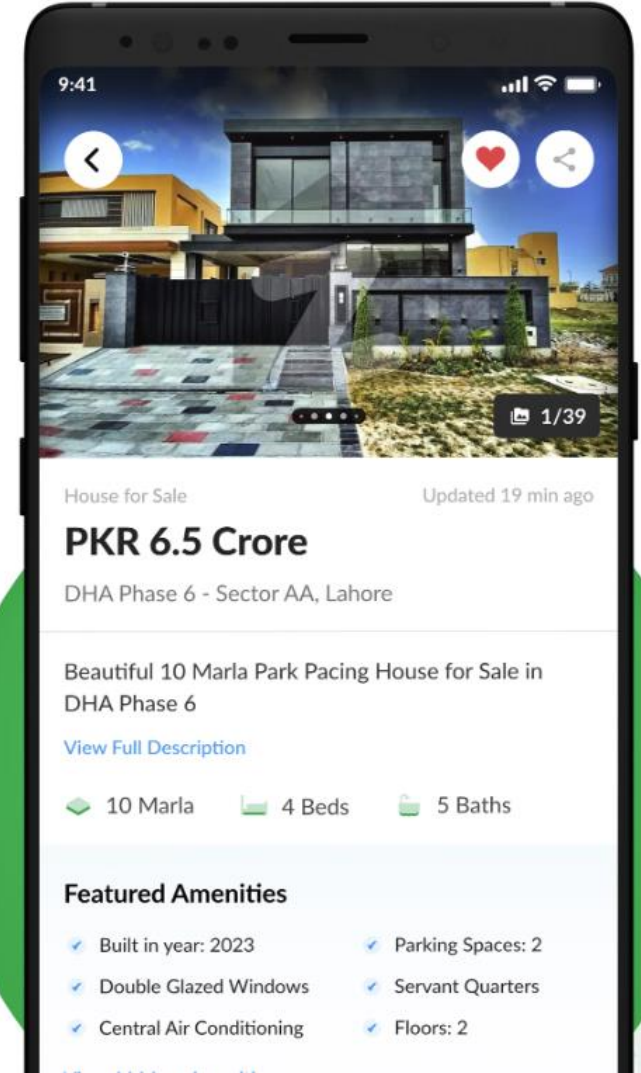 9:41
1/39
House for Sale
Updated 19 min ago
PKR 6.5 Crore
DHA Phase 6 - Sector AA, Lahore
Beautiful 10 Marla Park Pacing House for Sale in
DHA Phase 6
View Full Description
10 Marla
4 Beds
5 Baths
Featured Amenities
Built in year: 2023
Parking Spaces: 2
Double Glazed Windows
Servant Quarters
Central Air Conditioning
Floors: 2